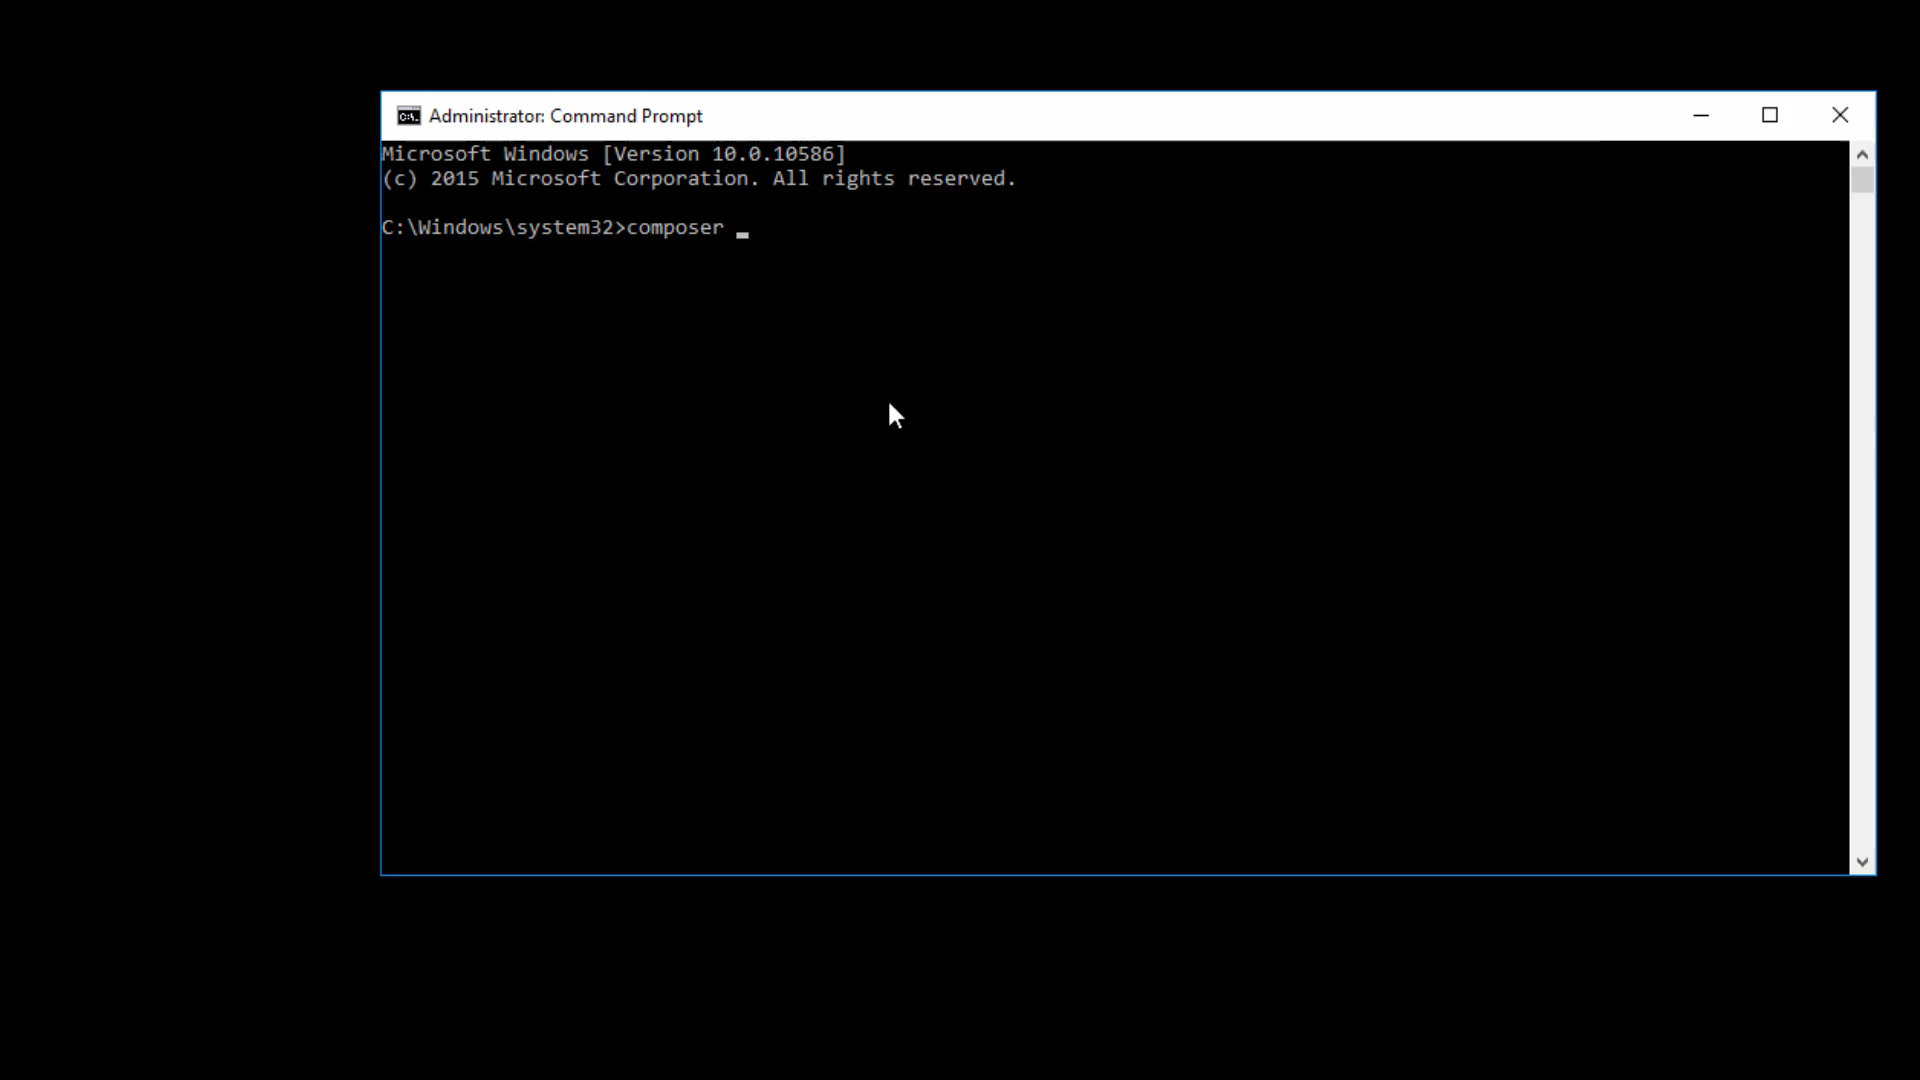 Administrator: Command Prompt
Microsoft Windows [Version 10.0.10586]
(c) 2015 Microsoft Corporation. All rights reserved.
C:\Windows\system32>composer _